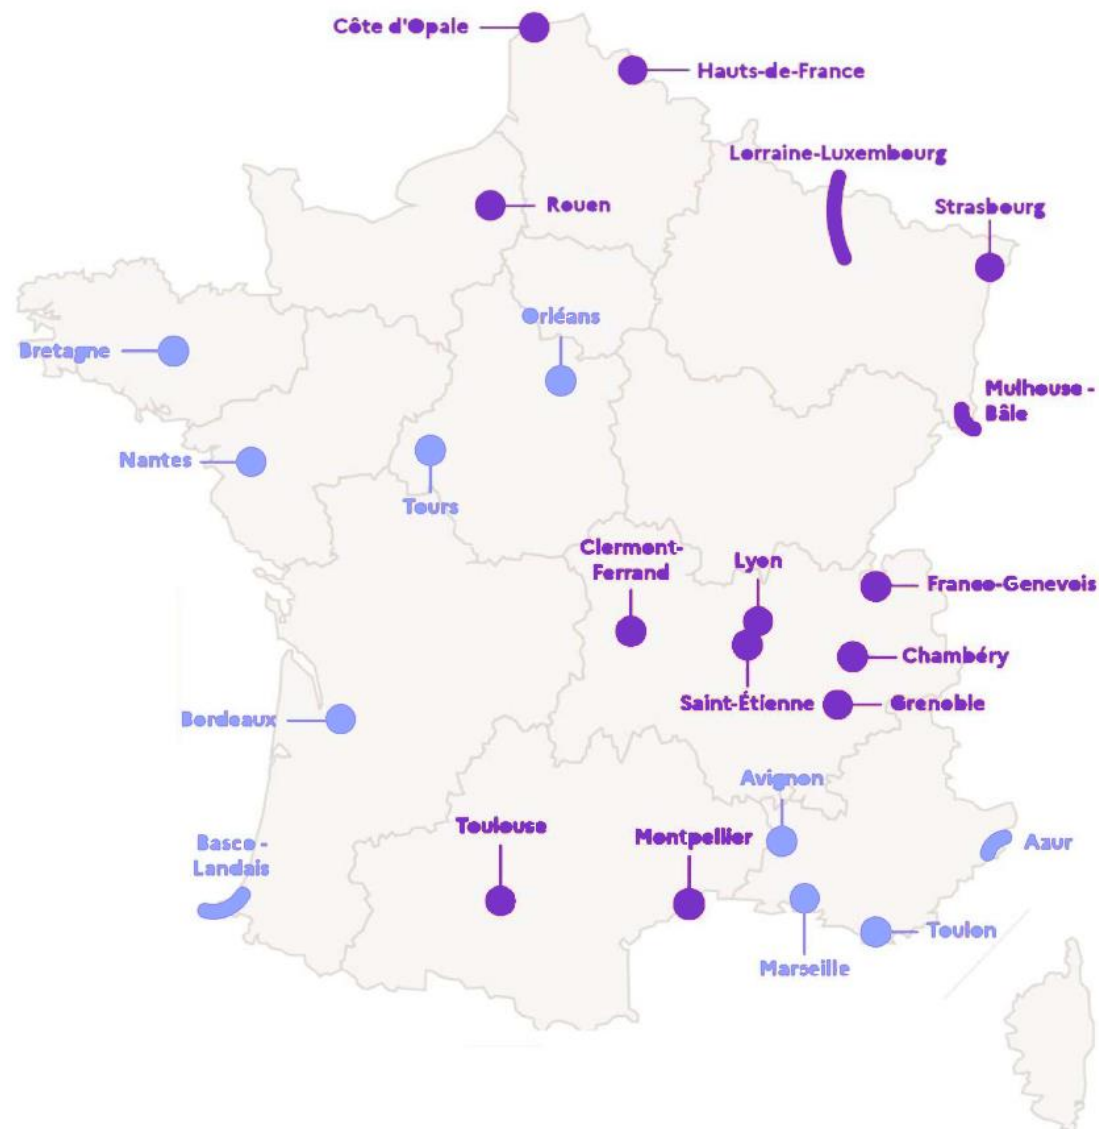 Côte d'Opale
Hauts-de-France
Lorraine-Luxembourg
Rouen
Strasbourg
Orléans
Bretagne
Mulhouse -
Bâle
Nantes
Tours
Clermont-
Ferrand
Lyon
Franco-Genevois
Chambéry
Saint-Étienne
Grenoble
Bordeaux
Avignon
Toulouse
Montpellier
Basco -
Landais
Azur
Toulon
Marseille